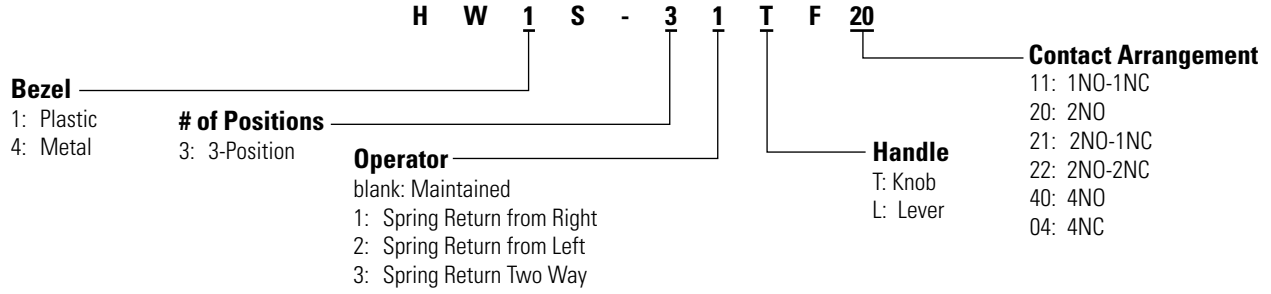 H W 1 S - 3 1 T F 20
Bezel
1: Plastic
4: Metal
# of Positions
3: 3-Position
Operator
blank: Maintained
1: Spring Return from Right
2: Spring Return from Left
3: Spring Return Two Way
Handle
T: Knob
L: Lever
Contact Arrangement
11: 1NO-1NC
20: 2NO
21: 2NO-1NC
22: 2NO-2NC
40: 4NO
04: 4NC